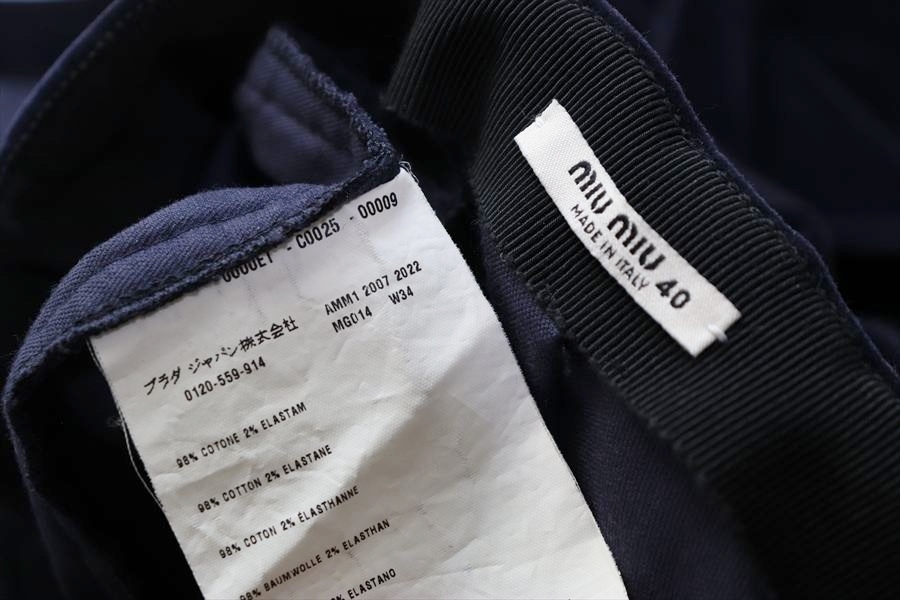 0000E1 - C0025 - 00009
AMM1 2007 2022
MG014 W34
プラダ ジャパン株式会社
0120-559-914
98% COTONE 2% ELASTAM
98% COTTON 2% ELASTANE
98% COTON 2% ÉLASTHANNE
98% BAUMWOLLE 2% ELASTHAN
ELASTANO
MIU MIU
MADE IN ITALY 40